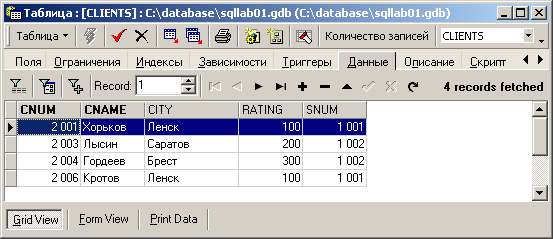 Таблица : [CLIENTS] : C:\database\sqllab01.gdb (C:\database\sqllab01.gdb)
Таблица Количество записей CLIENTS
Поля Ограничения Индексы Зависимости Триггеры Данные Описание Скрипт
Record: 1 4 records fetched
CNUM CNAME CITY RATING SNUM
2 001 Хорьков Ленск 100 1 001
2 003 Лысин Саратов 200 1 002
2 004 Гордеев Брест 300 1 002
2 006 Кротов Ленск 100 1 001
Grid View Form View Print Data